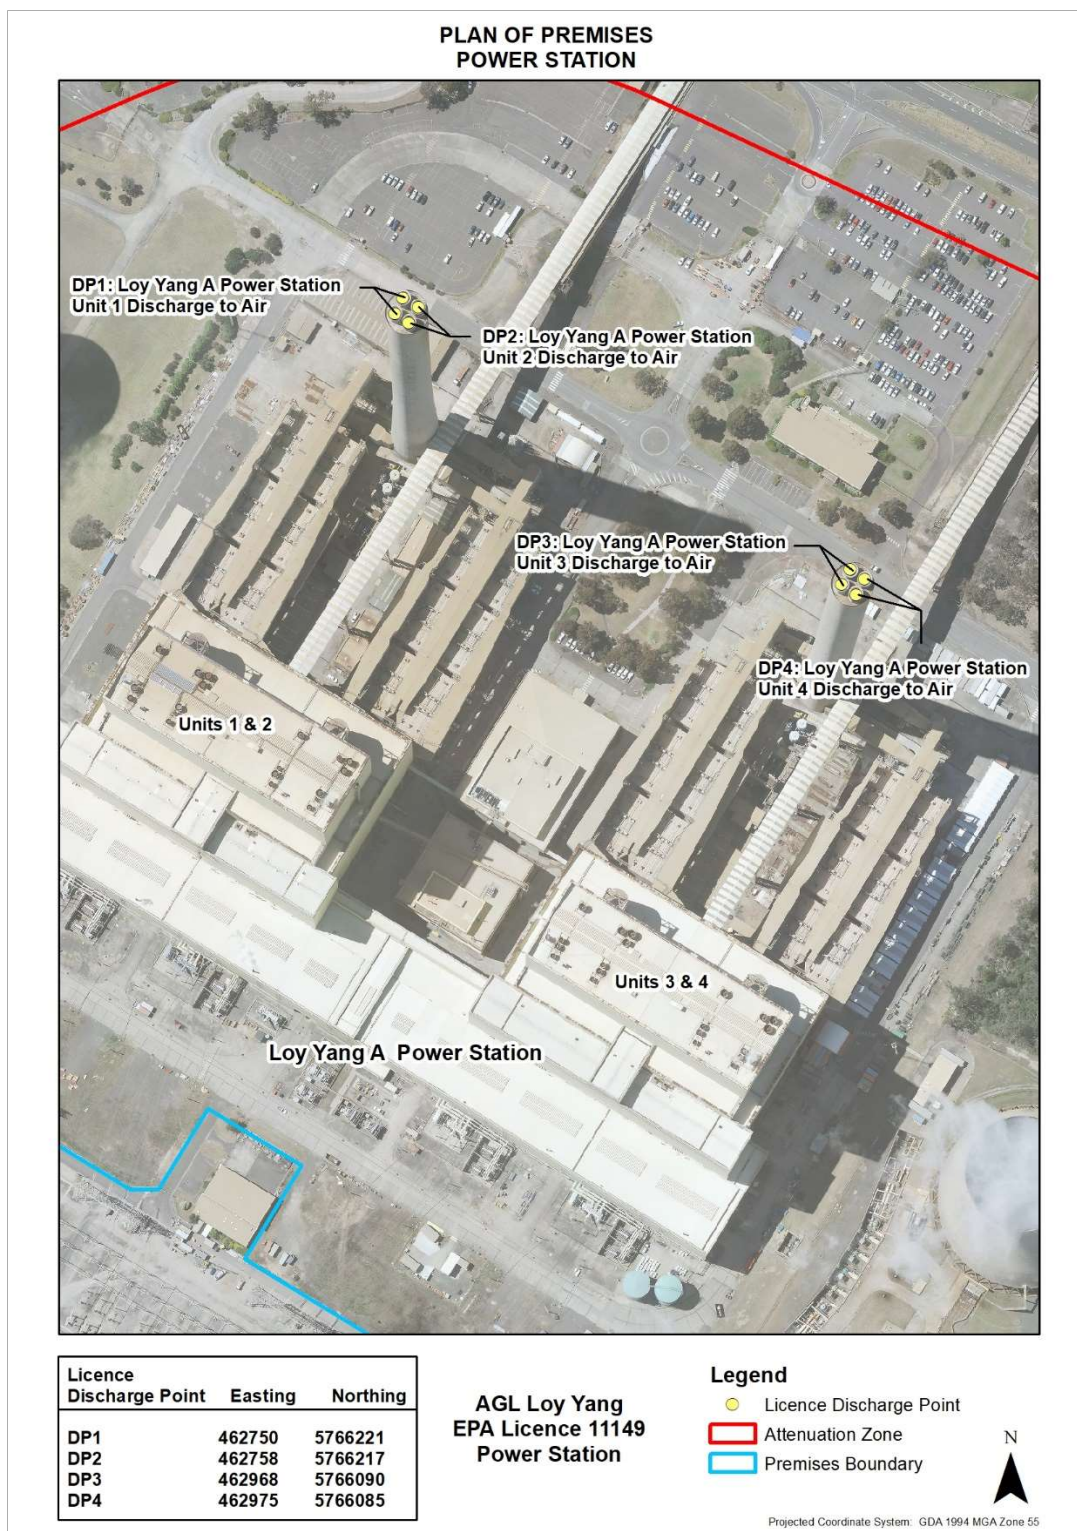 PLAN OF PREMISES
POWER STATION
DP1: Loy Yang A Power Station
Unit 1 Discharge to Air
DP2: Loy Yang A Power Station
Unit 2 Discharge to Air
DP3: Loy Yang A Power Station
Unit 3 Discharge to Air
DP4: Loy Yang A Power Station
Unit 4 Discharge to Air
Units 1 & 2
Units 3 & 4
Loy Yang A Power Station
Licence
Discharge Point Easting Northing
DP1 462750 5766221
DP2 462758 5766217
DP3 462968 5766090
DP4 462975 5766085
AGL Loy Yang
EPA Licence 11149
Power Station
Legend
Licence Discharge Point
Attenuation Zone
Premises Boundary
N
Projected Coordinate System: GDA 1994 MGA Zone 55